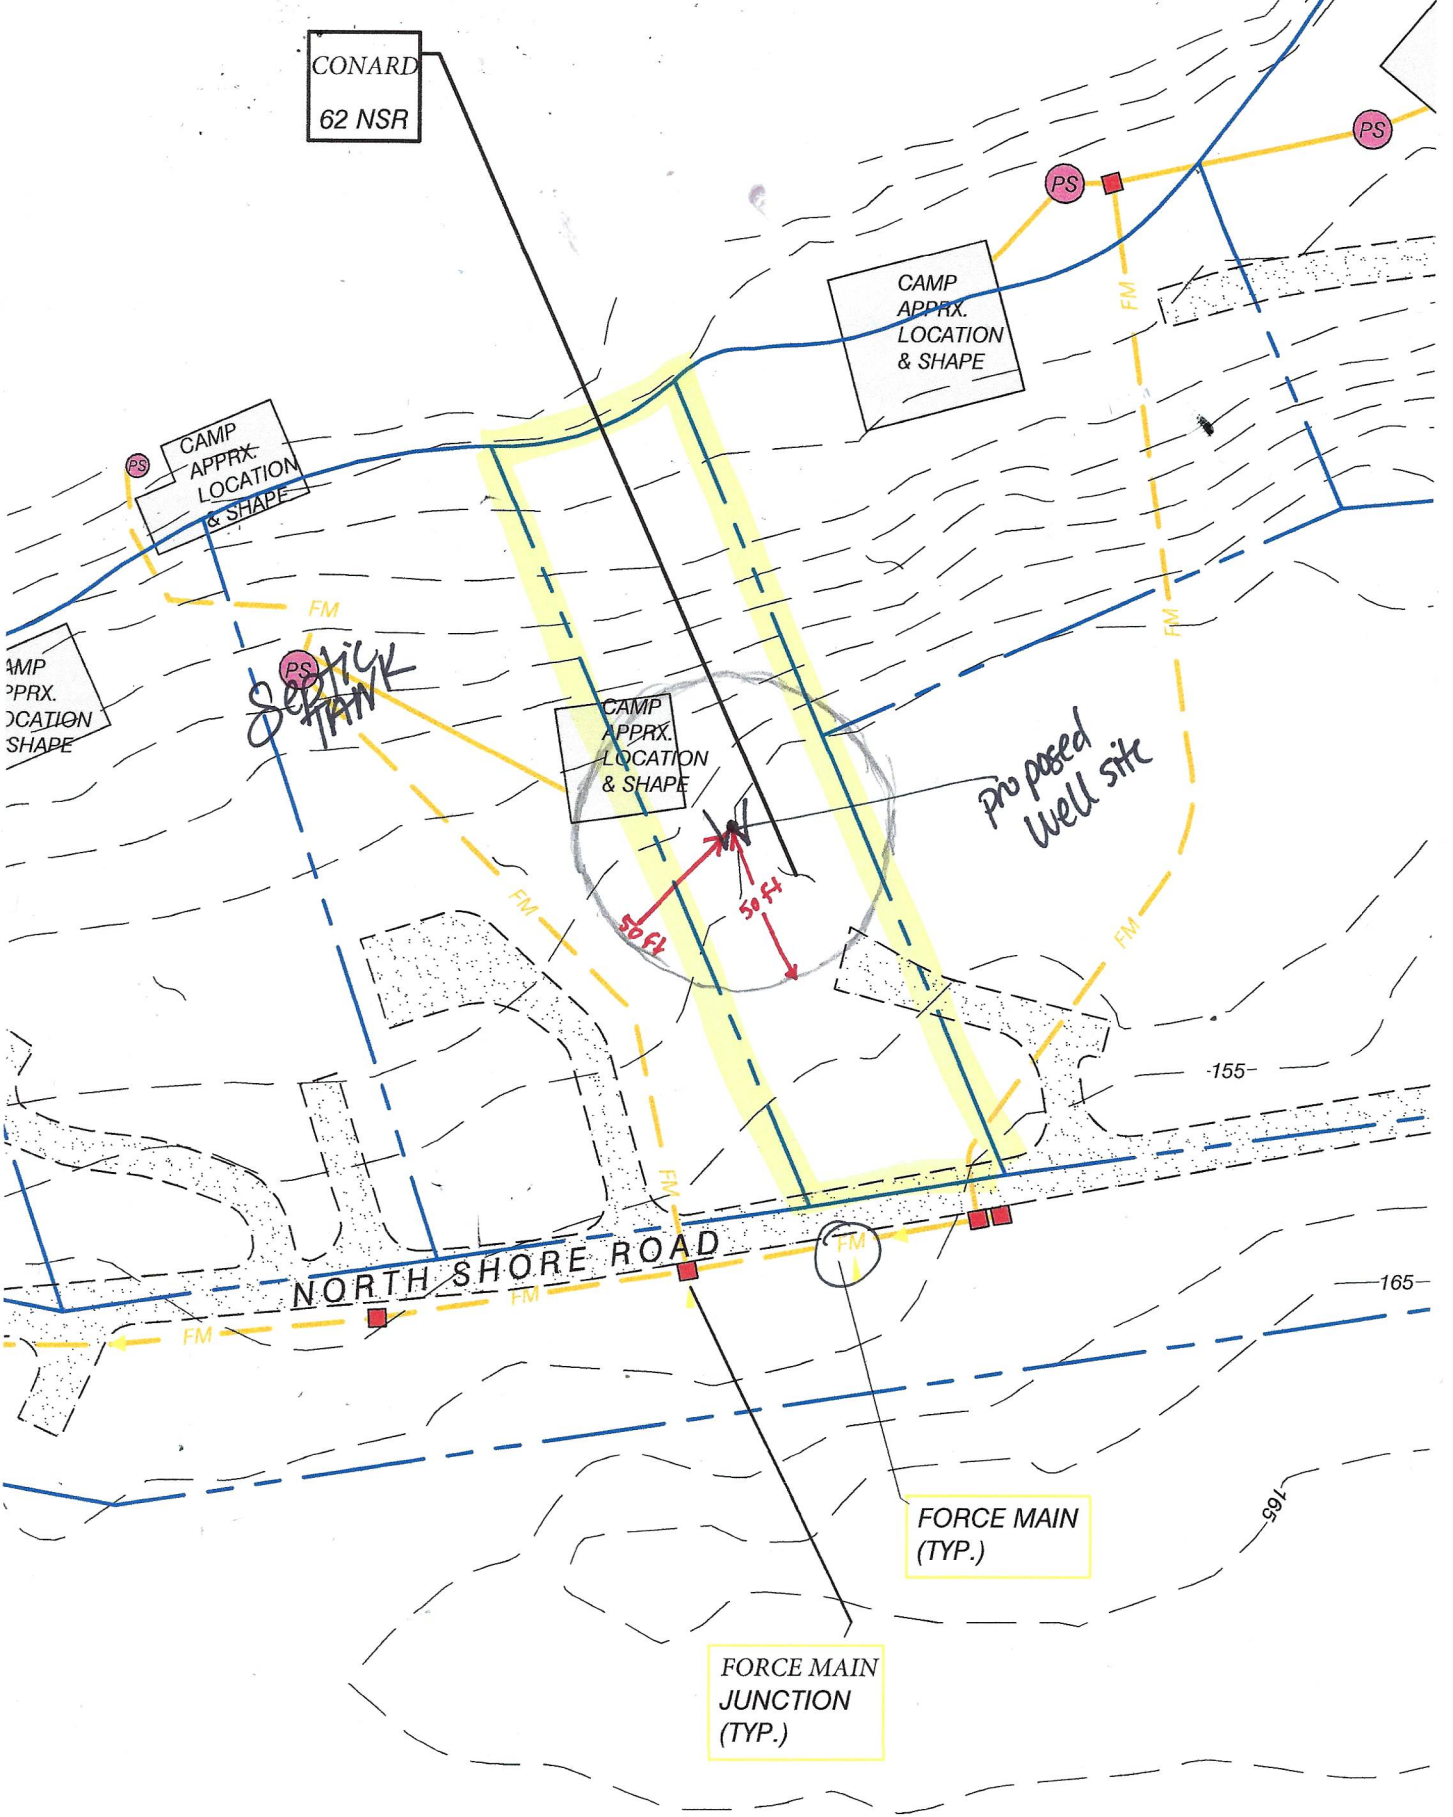 CONARD
62 NSR
PS
PS
CAMP
APPRX.
LOCATION
& SHAPE
FM
CAMP
APPRX.
LOCATION
& SHAPE
PS
FM
FM
PS
SEPTICK
TANK
AMP
PPRX.
OCATION
SHAPE
CAMP
APPRX.
LOCATION
& SHAPE
proposed
well site
W
50 ft
50 ft
FM
FM
-155-
FM
NORTH SHORE ROAD
FM
FM
FM
165
FORCE MAIN
(TYP.)
165
FORCE MAIN
JUNCTION
(TYP.)